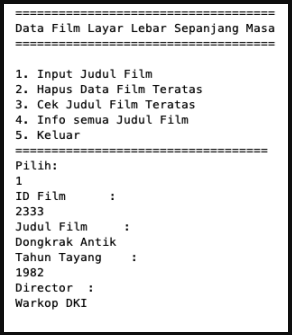 ====================================
Data Film Layar Lebar Sepanjang Masa
====================================
1. Input Judul Film
2. Hapus Data Film Teratas
3. Cek Judul Film Teratas
4. Info semua Judul Film
5. Keluar
===================================
Pilih:
1
ID Film      :
2333
Judul Film     :
Dongkrak Antik
Tahun Tayang    :
1982
Director  :
Warkop DKI